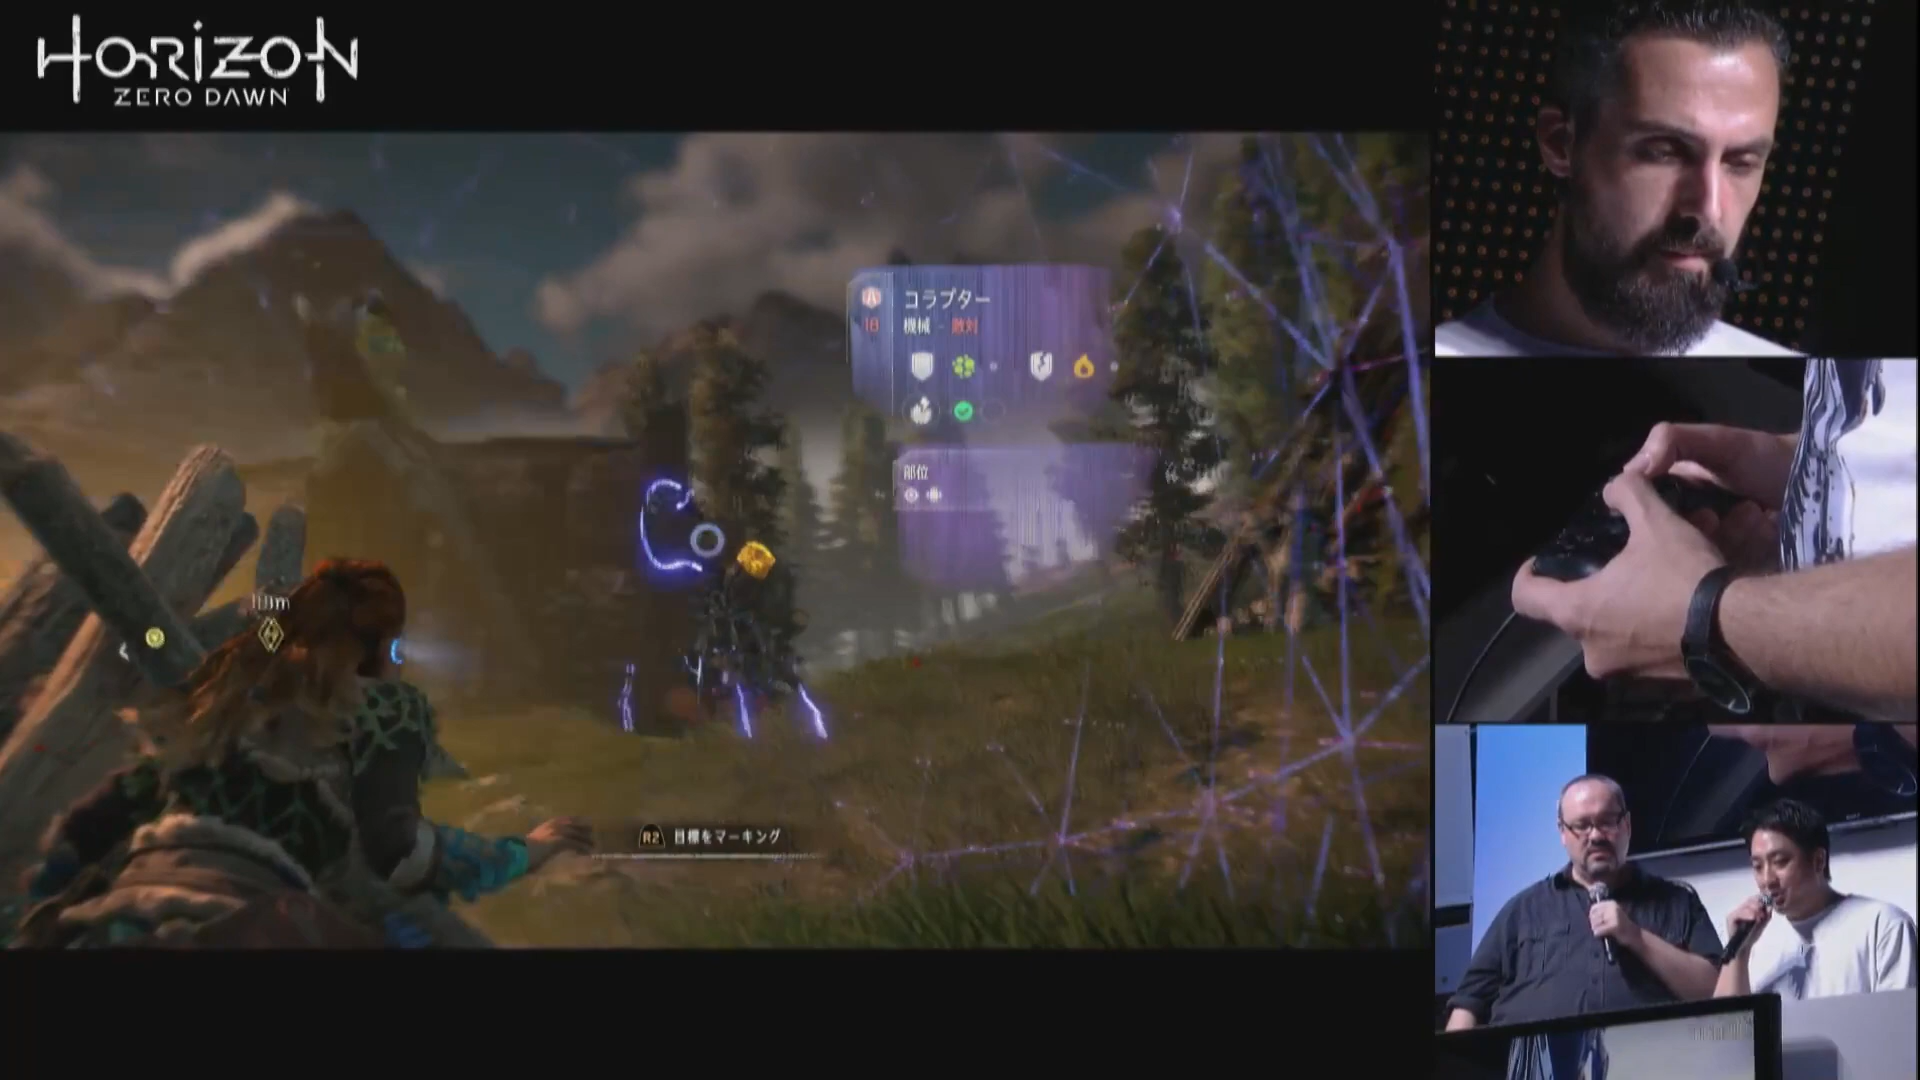 HORIZON
ZERO DAWN
コラプター
18
機械 - 敵対
部位
R2 目標をマーキング